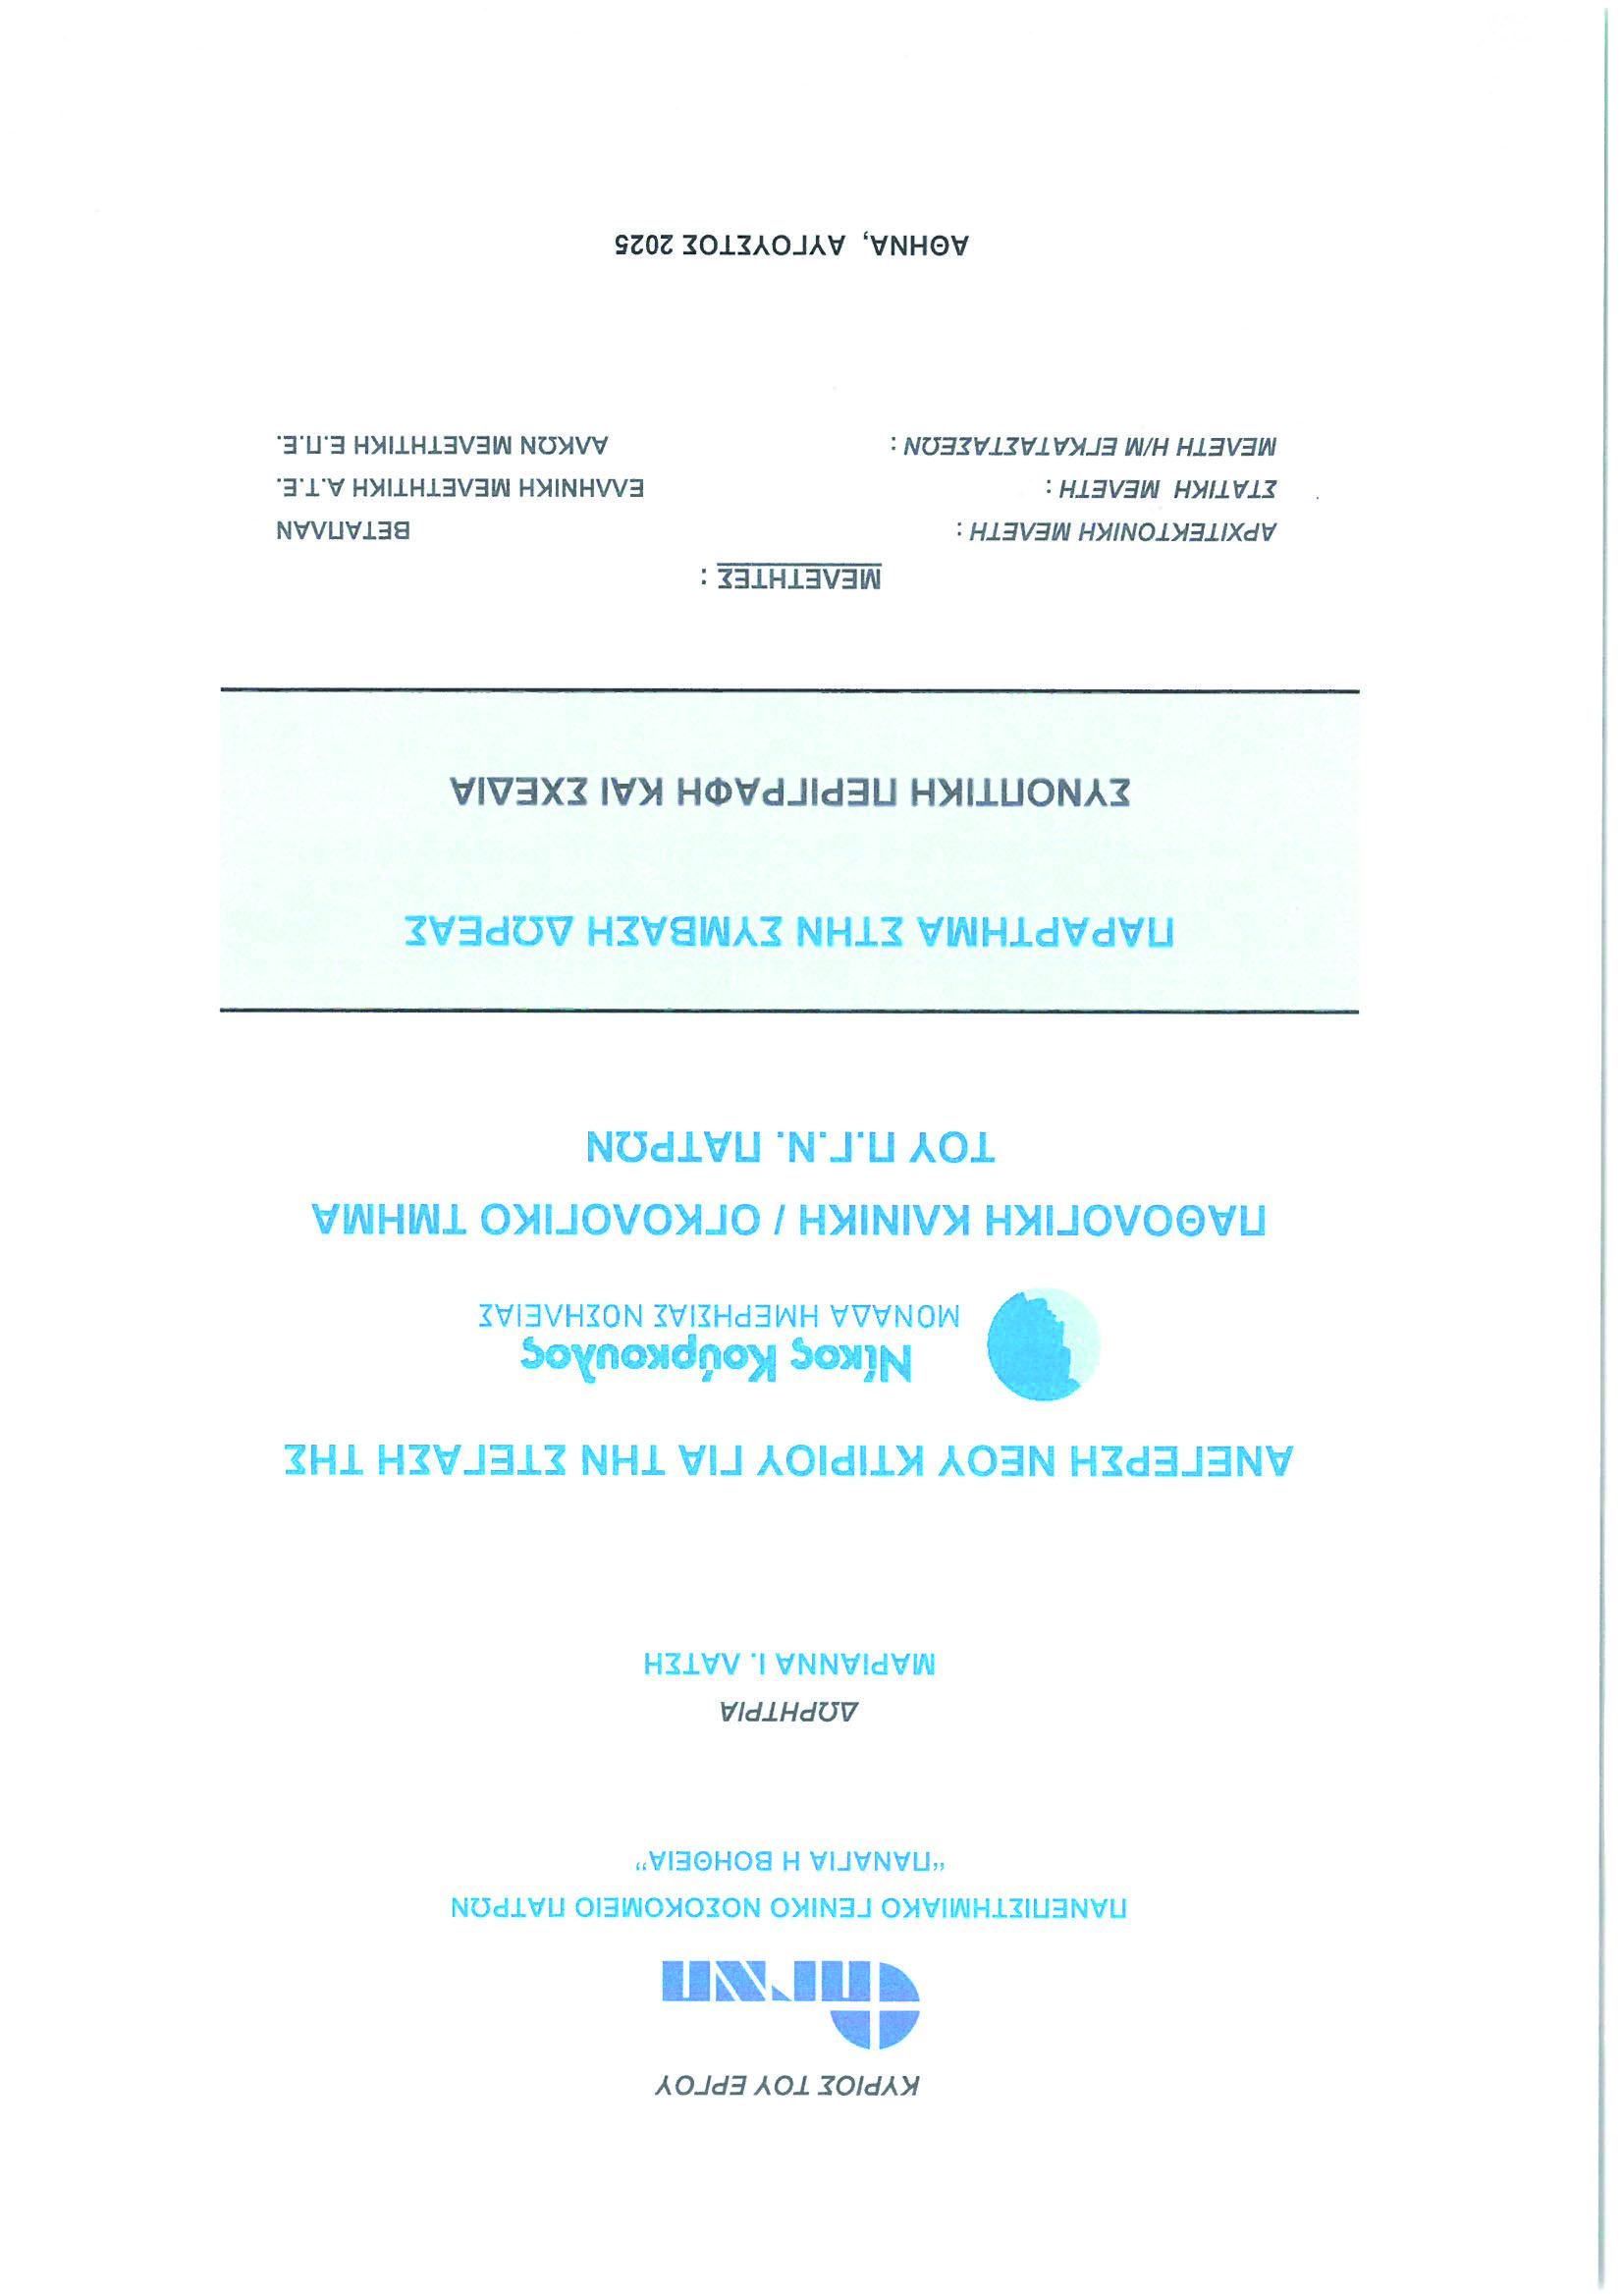 ΚΥΡΙΟΣ ΤΟΥ ΕΡΓΟΥ
ΠΓΝΠ
ΠΑΝΕΠΙΣΤΗΜΙΑΚΟ ΓΕΝΙΚΟ ΝΟΣΟΚΟΜΕΙΟ ΠΑΤΡΩΝ
“ΠΑΝΑΓΙΑ Η ΒΟΗΘΕΙΑ”
ΔΩΡΗΤΡΙΑ
ΜΑΡΙΑΝΝΑ Ι. ΛΑΤΣΗ
ΑΝΕΓΕΡΣΗ ΝΕΟΥ ΚΤΙΡΙΟΥ ΓΙΑ ΤΗΝ ΣΤΕΓΑΣΗ ΤΗΣ
Νίκος Κούρκουλος
ΜΟΝΑΔΑ ΗΜΕΡΗΣΙΑΣ ΝΟΣΗΛΕΙΑΣ
ΠΑΘΟΛΟΓΙΚΗ ΚΛΙΝΙΚΗ / ΟΓΚΟΛΟΓΙΚΟ ΤΜΗΜΑ
ΤΟΥ Π.Γ.Ν. ΠΑΤΡΩΝ
ΠΑΡΑΡΤΗΜΑ ΣΤΗΝ ΣΥΜΒΑΣΗ ΔΩΡΕΑΣ
ΣΥΝΟΠΤΙΚΗ ΠΕΡΙΓΡΑΦΗ ΚΑΙ ΣΧΕΔΙΑ
ΜΕΛΕΤΗΤΕΣ :
ΑΡΧΙΤΕΚΤΟΝΙΚΗ ΜΕΛΕΤΗ : ΒΕΤΑΠΛΑΝ
ΣΤΑΤΙΚΗ ΜΕΛΕΤΗ : ΕΛΛΗΝΙΚΗ ΜΕΛΕΤΗΤΙΚΗ Α.Τ.Ε.
ΜΕΛΕΤΗ Η/Μ ΕΓΚΑΤΑΣΤΑΣΕΩΝ : ΑΛΚΩΝ ΜΕΛΕΤΗΤΙΚΗ Ε.Π.Ε.
ΑΘΗΝΑ, ΑΥΓΟΥΣΤΟΣ 2025